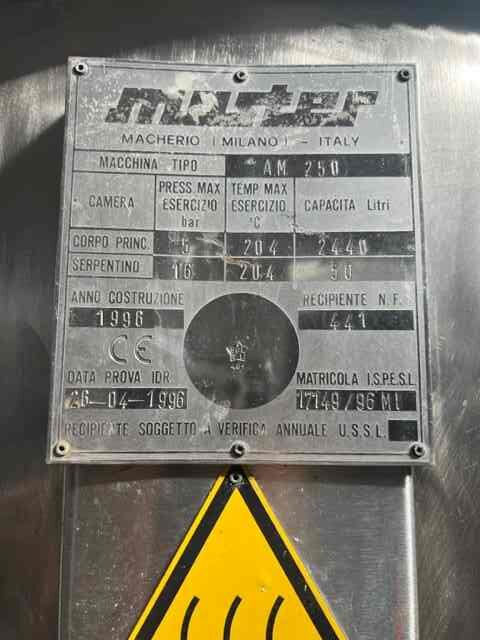 master
MACHERIO (MILANO) - ITALY
MACCHINA TIPO AM 250
CAMERA PRESS MAX ESERCIZIO bar TEMP MAX ESERCIZIO °C CAPACITA Litri
CORPO PRINC. 5 204 2440
SERPENTINO 16 204 50
ANNO COSTRUZIONE RECIPIENTE N.F.
1996 441
CE
DATA PROVA IDR. MATRICOLA I.S.P.E.S.L.
26-04-1996 17149/96 MI
RECIPIENTE SOGGETTO A VERIFICA ANNUALE U.S.S.L.